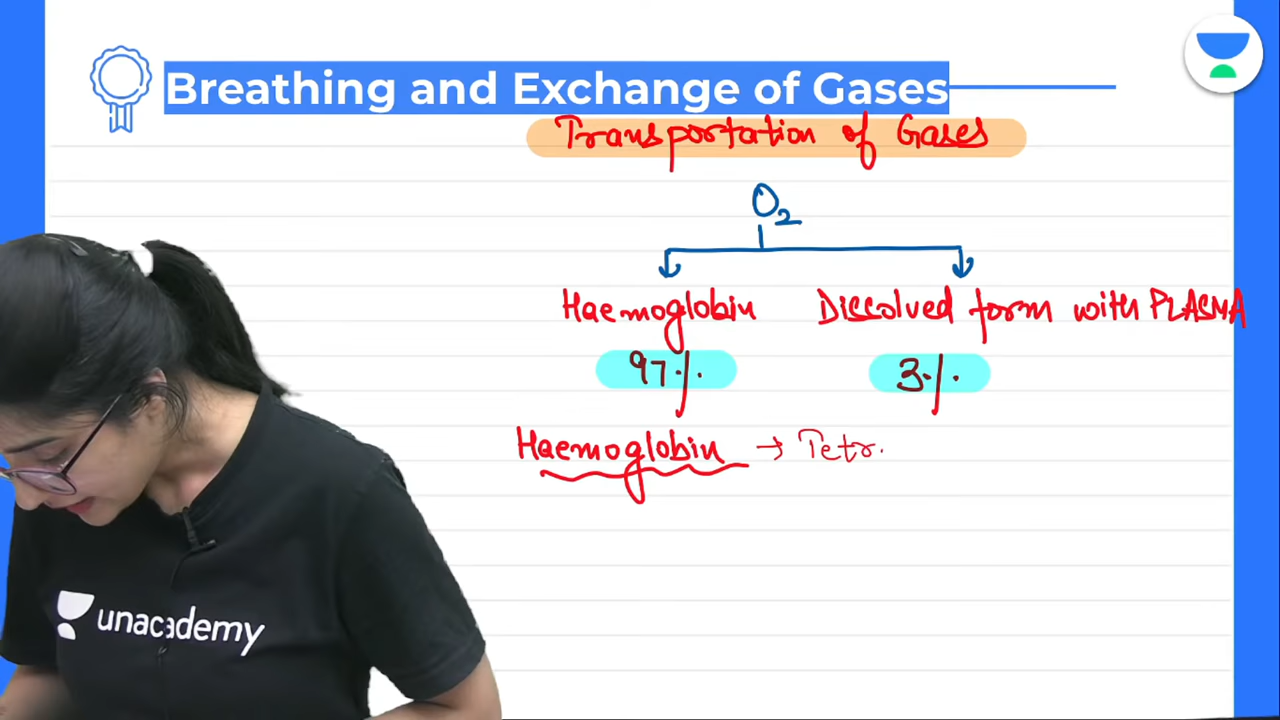 Breathing and Exchange of Gases
Transportation of Gases
O2
Haemoglobin Dissolved form with PLASMA
97% 3%
Haemoglobin → Tetr.
unacademy